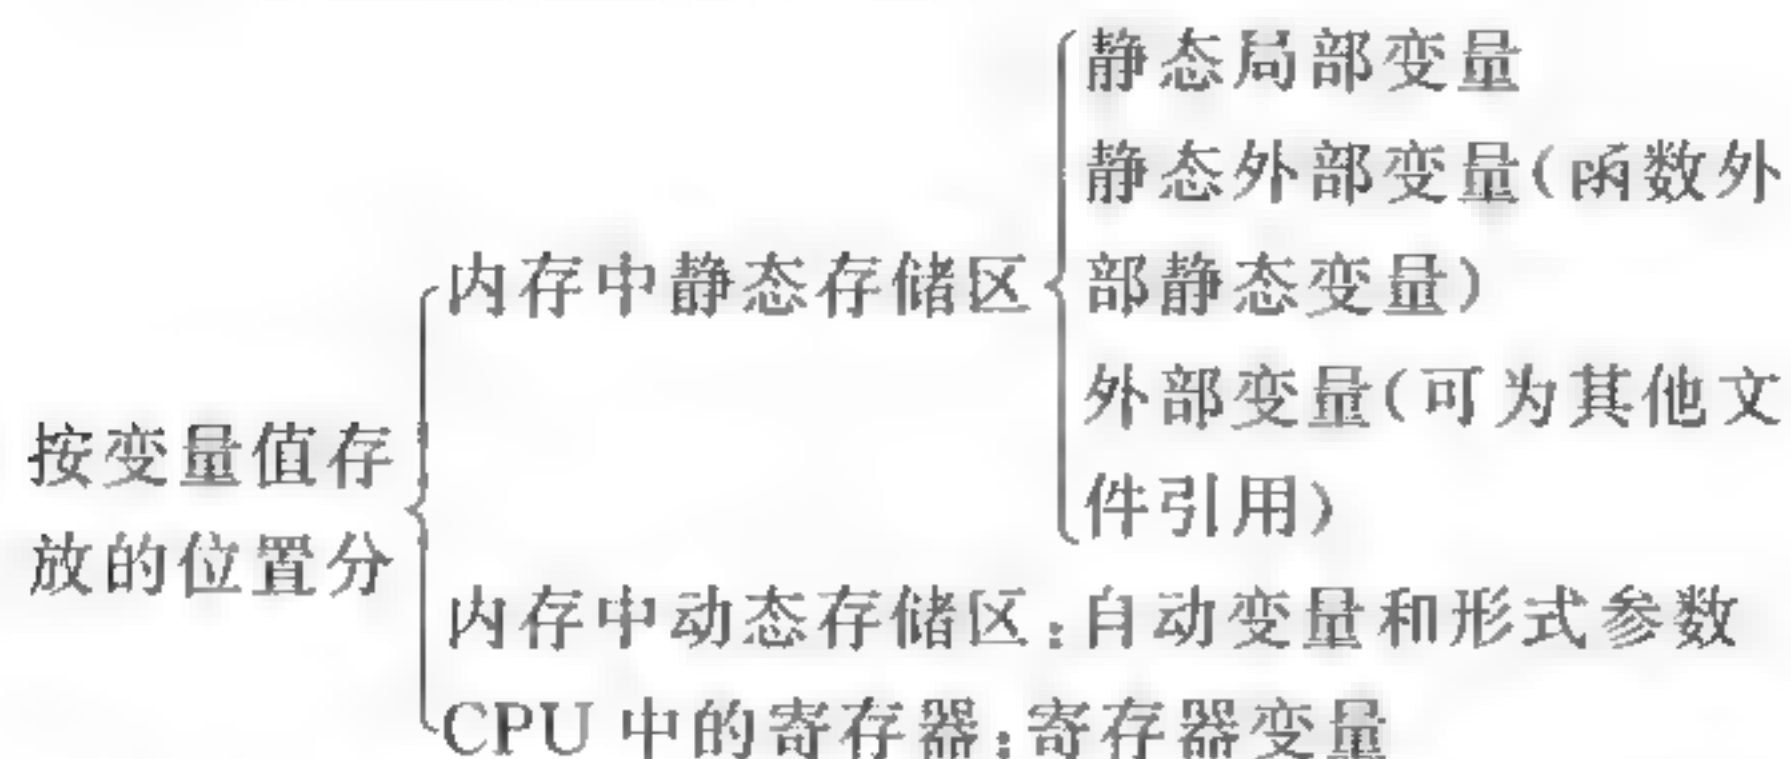 静态局部变量
静态外部变量(函数外
部静态变量)
内存中静态存储区
外部变量(可为其他文
件引用)
按变量值存
放的位置分
内存中动态存储区:自动变量和形式参数
CPU 中的寄存器:寄存器变量